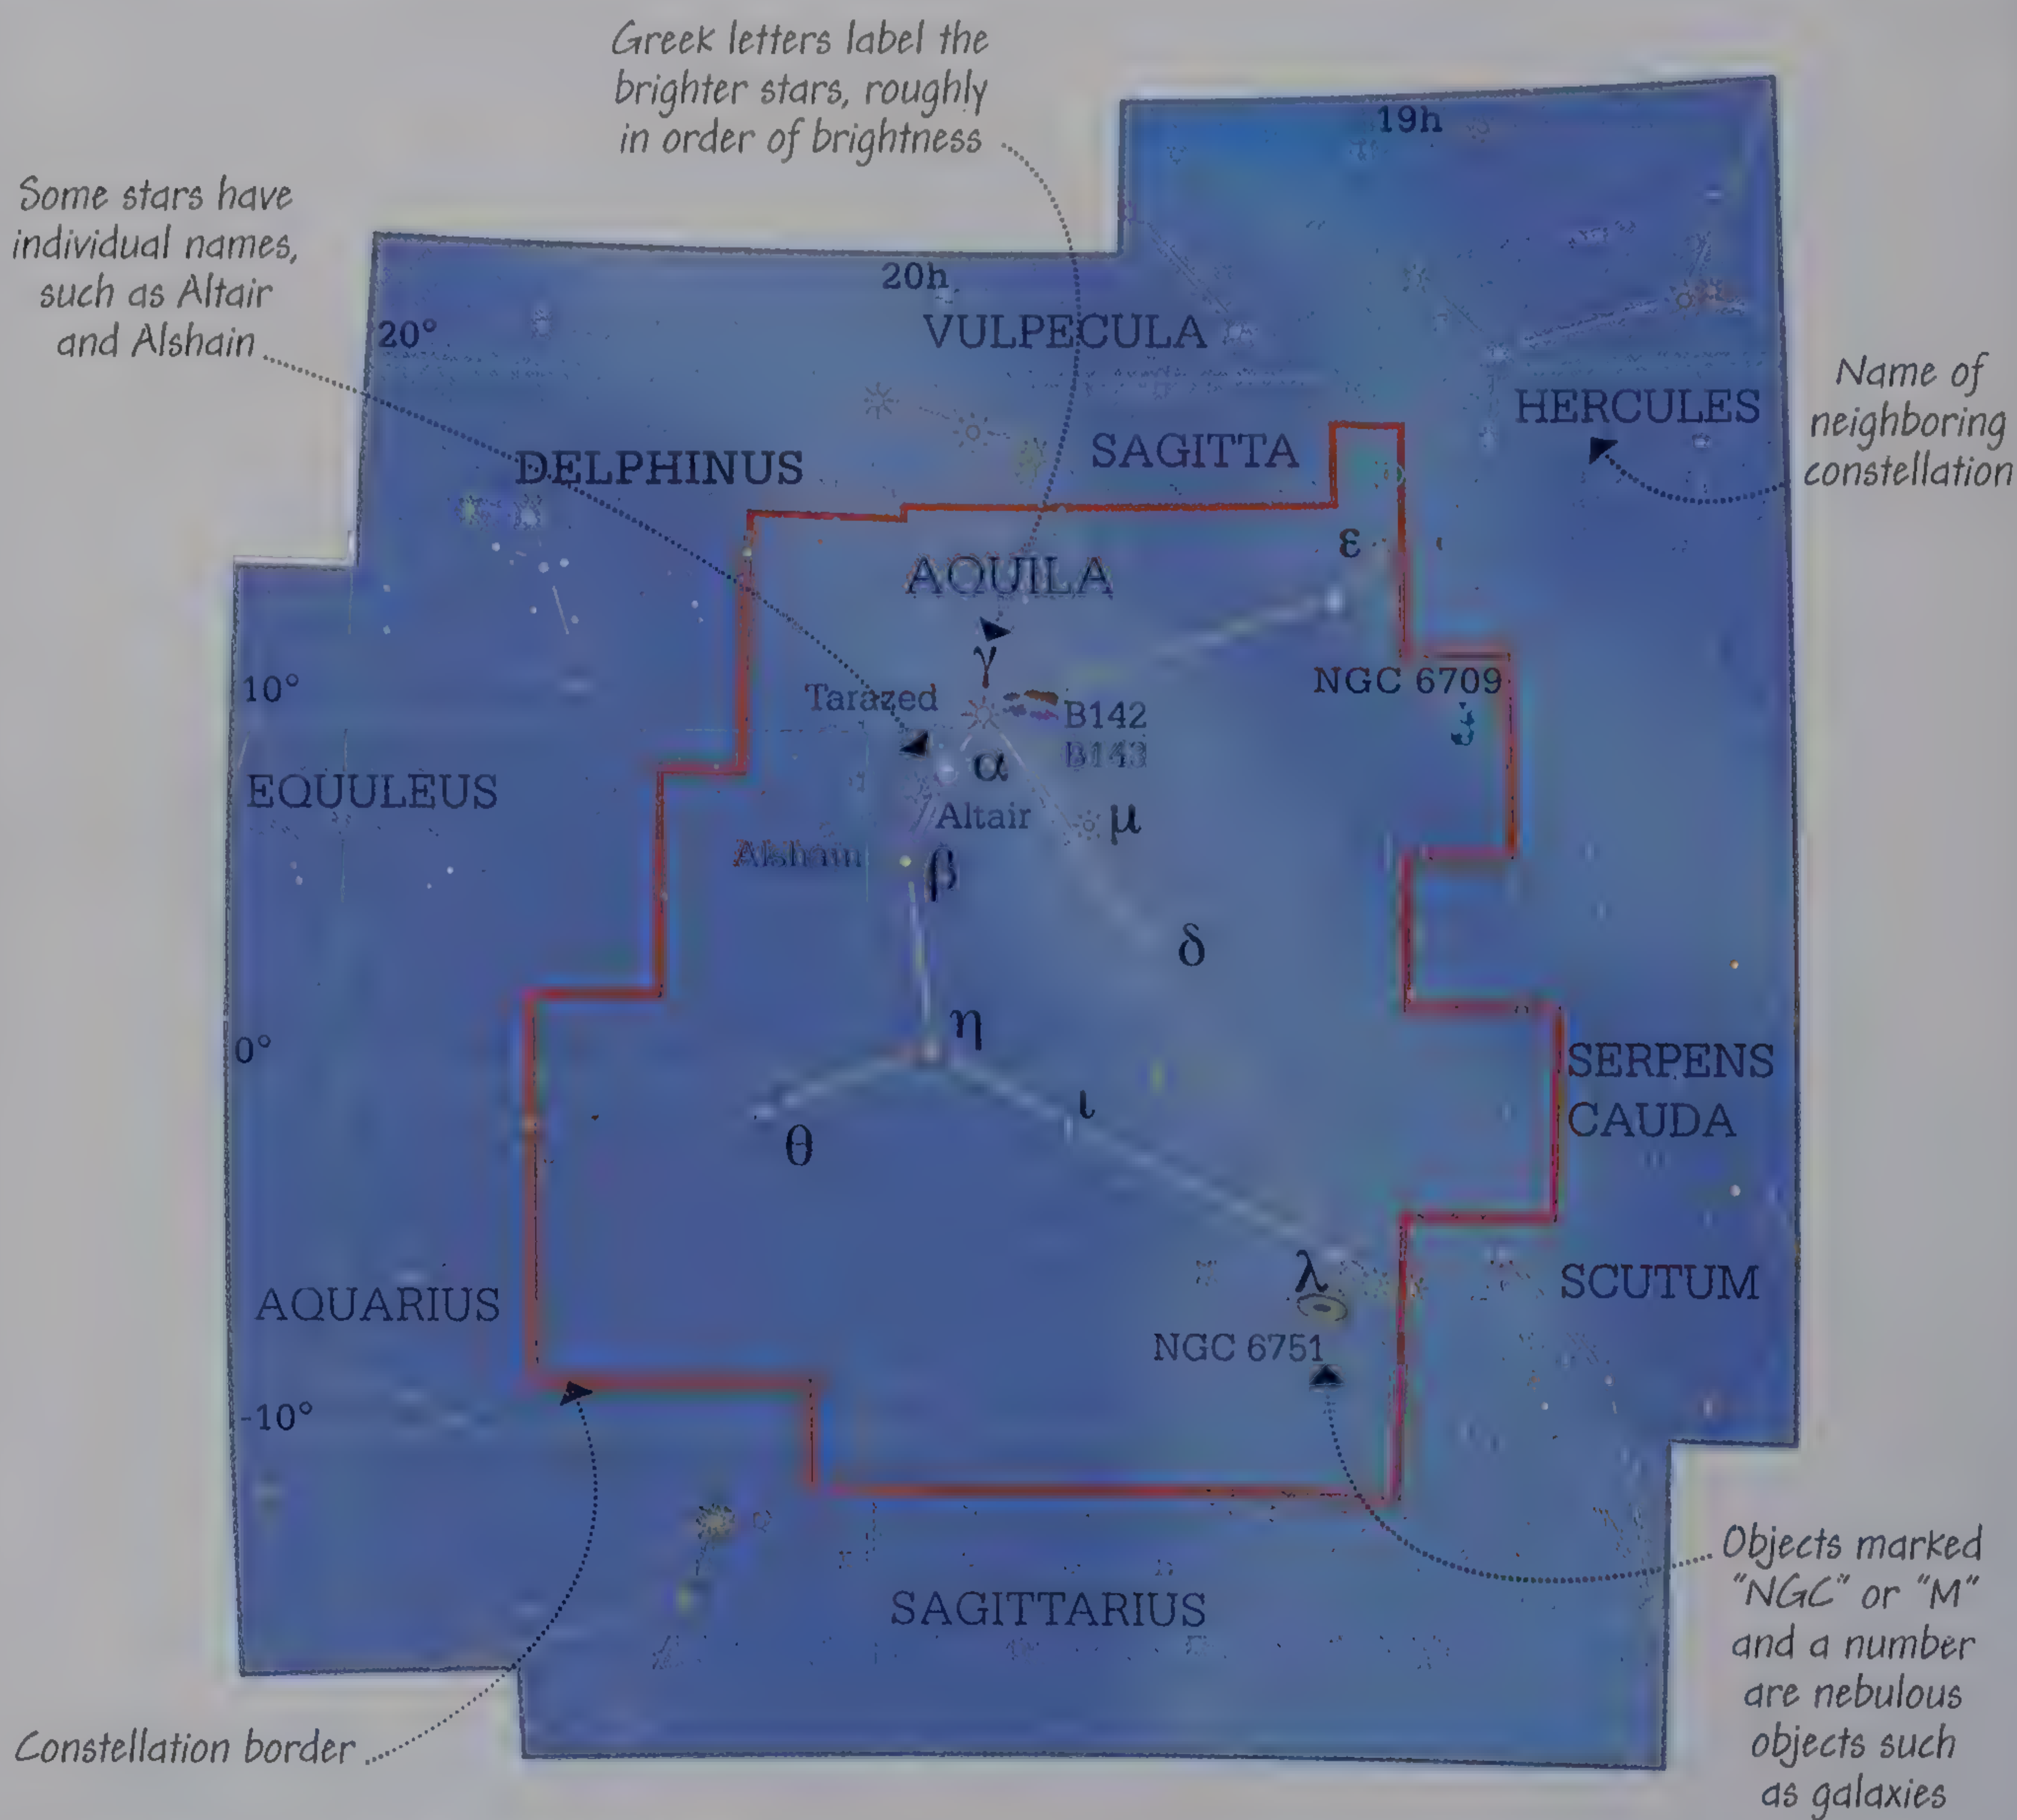 Greek letters label the
brighter stars, roughly
in order of brightness
Some stars have
individual names,
such as Altair
and Alshain
19h
20h
20°
VULPECULA
HERCULES
Name of
neighboring
constellation
DELPHINUS
SAGITTA
ε
AQUILA
γ
NGC 6709
10°
Tarazed
B142
B143
α
EQUULEUS
Altair
μ
Alshain
β
δ
η
0°
SERPENS
CAUDA
ι
θ
λ
SCUTUM
AQUARIUS
NGC 6751
-10°
SAGITTARIUS
Objects marked
"NGC" or "M"
and a number
are nebulous
objects such
as galaxies
Constellation border